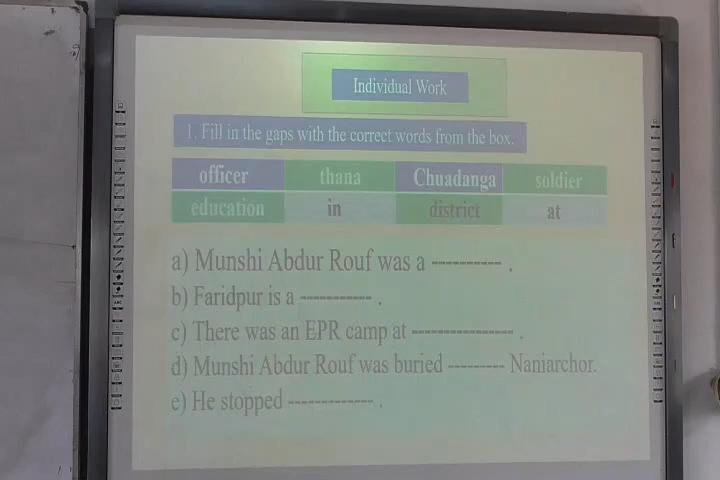 Individual Work
1. Fill in the gaps with the correct words from the box.
officer thana Chuadanga soldier
education in district at
a) Munshi Abdur Rouf was a ------------ .
b) Faridpur is a ------------ .
c) There was an EPR camp at ----------------- .
d) Munshi Abdur Rouf was buried --------- Naniarchor.
e) He stopped -------------- .